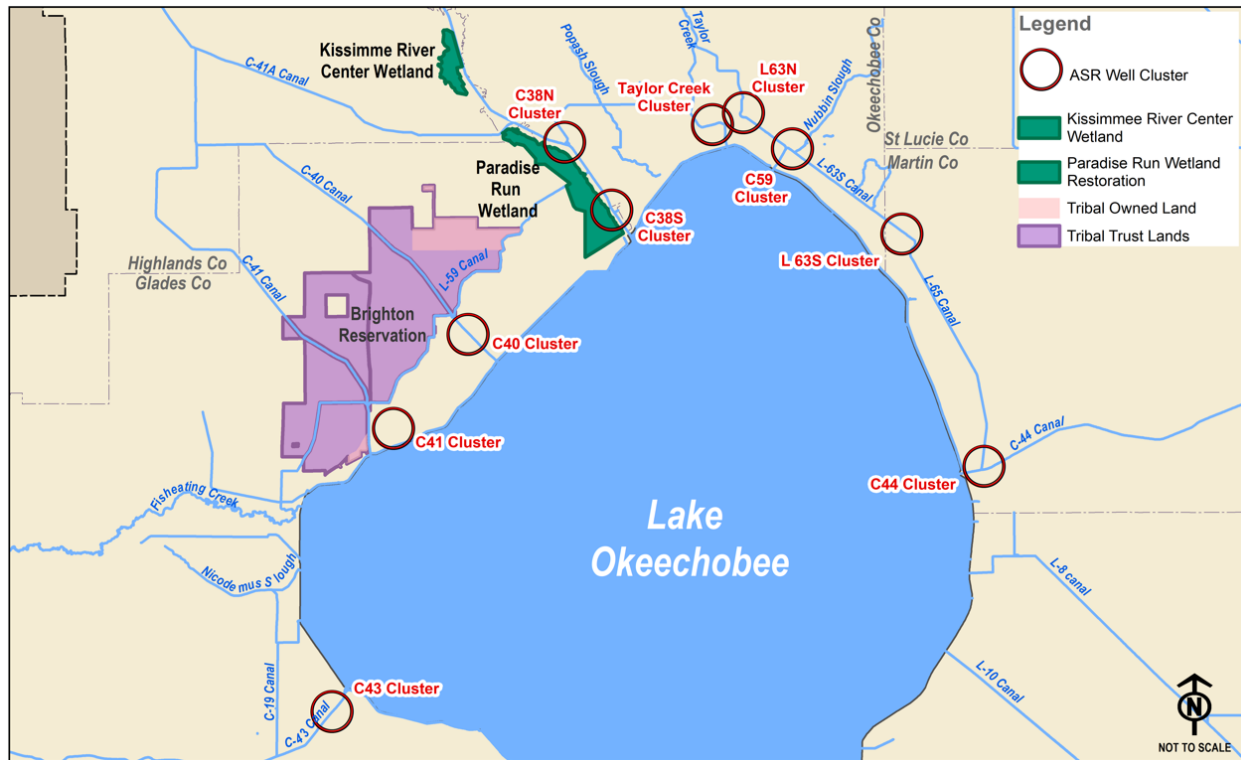 Kissimme River
Center Wetland
C-41A Canal
Popash Slough
Taylor
Creek
C38N
Cluster
Taylor Creek
Cluster
L63N
Cluster
Nubbin Slough
Okeechobee Co
St Lucie Co
Martin Co
Legend
ASR Well Cluster
Kissimmee River Center
Wetland
Paradise Run Wetland
Restoration
Tribal Owned Land
Tribal Trust Lands
C-40 Canal
Paradise
Run
Wetland
C59
Cluster
L-63S Canal
C38S
Cluster
L 63S Cluster
Highlands Co
Glades Co
C-41 Canal
L-59 Canal
L-65 Canal
Brighton
Reservation
C40 Cluster
C41 Cluster
C-44 Canal
C44 Cluster
Fisheating Creek
Lake
Okeechobee
Nicode mus S lough
L-8 canal
L-10 Canal
C-19 Canal
C43 Cluster
C-43 Canal
N
NOT TO SCALE